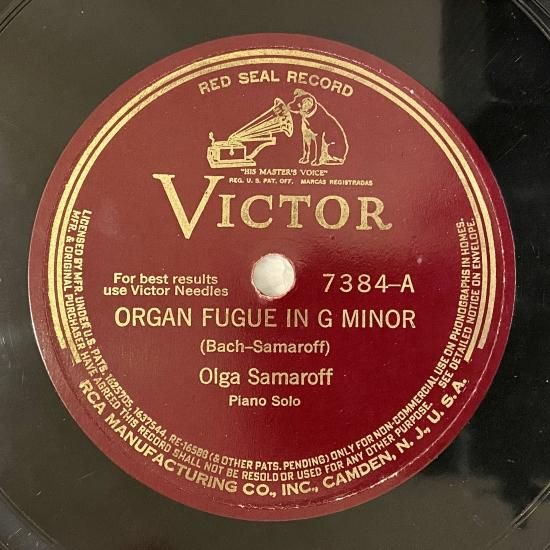 RED SEAL RECORD
"HIS MASTER'S VOICE"
REG. U. S. PAT. OFF. MARCAS REGISTRADAS
VICTOR
For best results
use Victor Needles
7384-A
ORGAN FUGUE IN G MINOR
(Bach-Samaroff)
Olga Samaroff
Piano Solo
LICENSED BY MFR. UNDER U.S. PATS. 1625705, 1637544, RE-16588 (& OTHER PATS. PENDING) ONLY FOR NON-COMMERCIAL USE ON PHONOGRAPHS IN HOMES.
MFR. & ORIGINAL PURCHASER HAVE AGREED THIS RECORD SHALL NOT BE RESOLD OR USED FOR ANY OTHER PURPOSE. SEE DETAILED NOTICE ON ENVELOPE.
RCA MANUFACTURING CO., INC., CAMDEN, N. J., U. S. A.